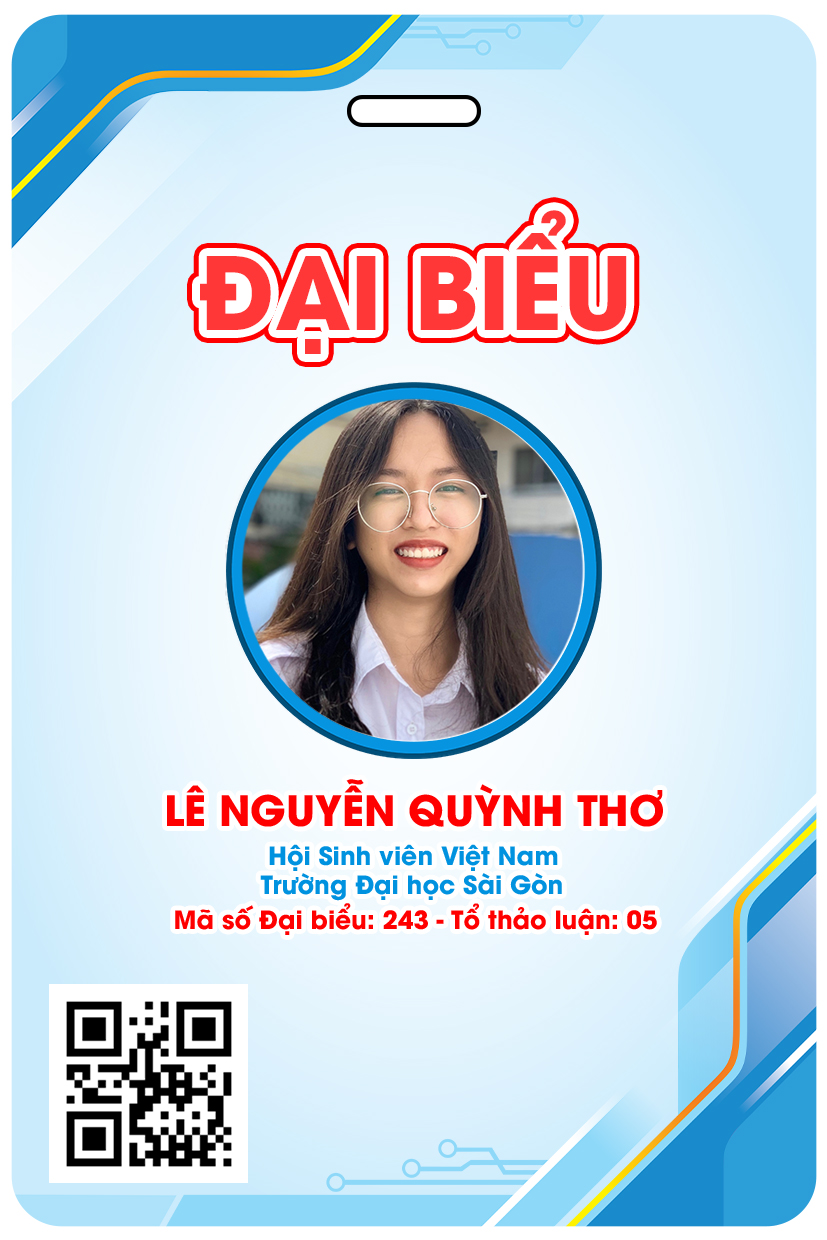 ĐẠI BIỂU
LÊ NGUYỄN QUỲNH THƠ
Hội Sinh viên Việt Nam
Trường Đại học Sài Gòn
Mã số Đại biểu: 243 - Tổ thảo luận: 05